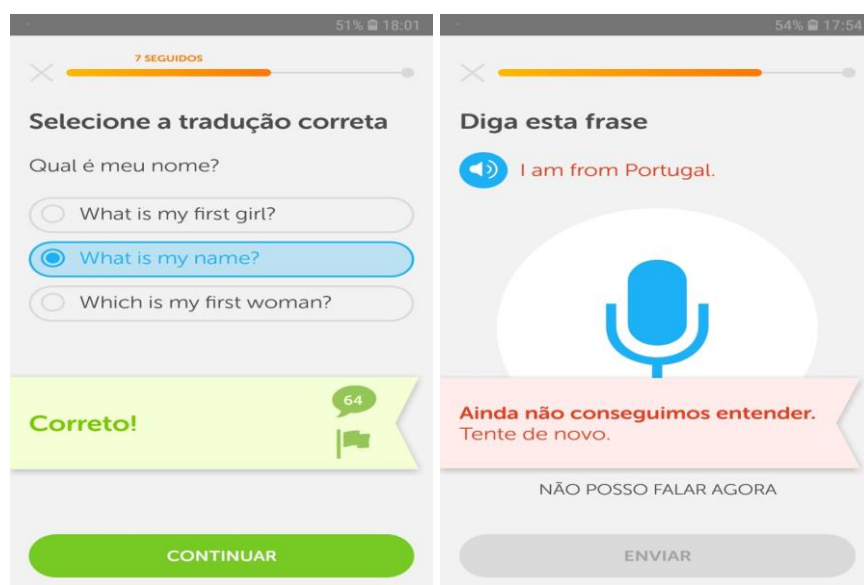 51% 18:01
7 SEGUIDOS
Selecione a tradução correta
Qual é meu nome?
What is my first girl?
What is my name?
Which is my first woman?
64
Correto!
CONTINUAR
54% 17:54
Diga esta frase
I am from Portugal.
Ainda não conseguimos entender.
Tente de novo.
NÃO POSSO FALAR AGORA
ENVIAR